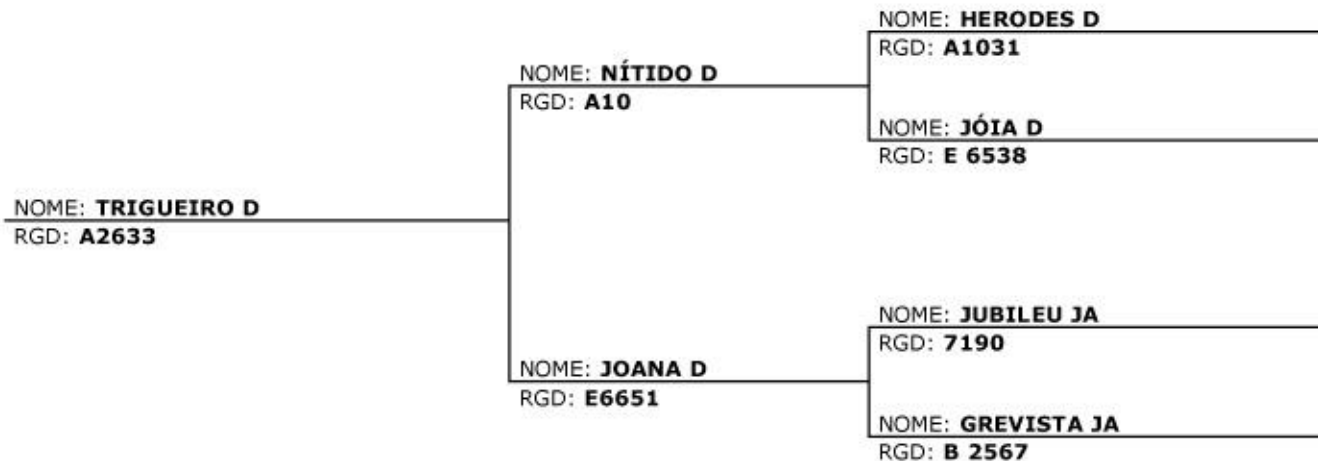 NOME: HERODES D
RGD: A1031
NOME: NÍTIDO D
RGD: A10
NOME: JÓIA D
RGD: E 6538
NOME: TRIGUEIRO D
RGD: A2633
NOME: JUBILEU JA
RGD: 7190
NOME: JOANA D
RGD: E6651
NOME: GREVISTA JA
RGD: B 2567